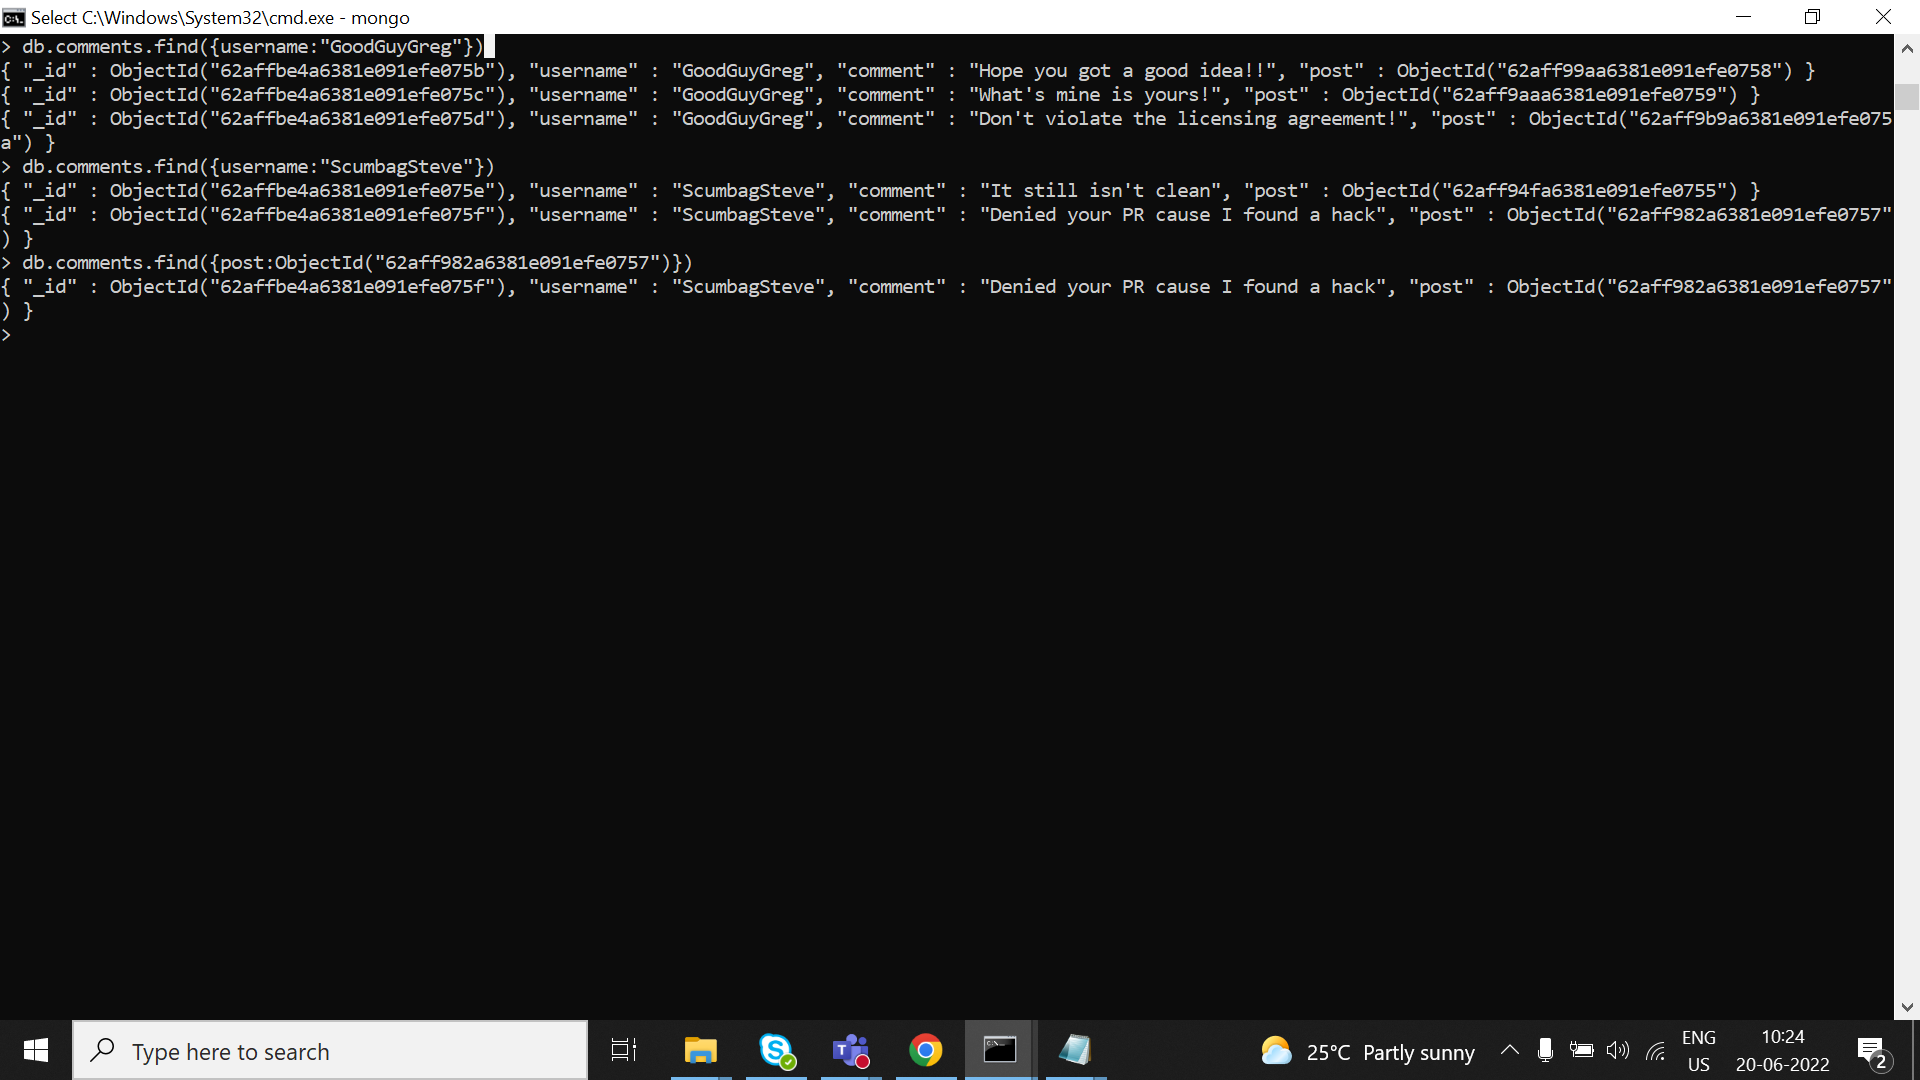 Select C:\Windows\System32\cmd.exe - mongo
> db.comments.find({username:"GoodGuyGreg"})
{ "_id" : ObjectId("62affbe4a6381e091efe075b"), "username" : "GoodGuyGreg", "comment" : "Hope you got a good idea!!", "post" : ObjectId("62aff99aa6381e091efe0758") }
{ "_id" : ObjectId("62affbe4a6381e091efe075c"), "username" : "GoodGuyGreg", "comment" : "What's mine is yours!", "post" : ObjectId("62aff9aaa6381e091efe0759") }
{ "_id" : ObjectId("62affbe4a6381e091efe075d"), "username" : "GoodGuyGreg", "comment" : "Don't violate the licensing agreement!", "post" : ObjectId("62aff9b9a6381e091efe075
a") }
> db.comments.find({username:"ScumbagSteve"})
{ "_id" : ObjectId("62affbe4a6381e091efe075e"), "username" : "ScumbagSteve", "comment" : "It still isn't clean", "post" : ObjectId("62aff94fa6381e091efe0755") }
{ "_id" : ObjectId("62affbe4a6381e091efe075f"), "username" : "ScumbagSteve", "comment" : "Denied your PR cause I found a hack", "post" : ObjectId("62aff982a6381e091efe0757"
) }
> db.comments.find({post:ObjectId("62aff982a6381e091efe0757")})
{ "_id" : ObjectId("62affbe4a6381e091efe075f"), "username" : "ScumbagSteve", "comment" : "Denied your PR cause I found a hack", "post" : ObjectId("62aff982a6381e091efe0757"
) }
>
Type here to search
25°C Partly sunny
ENG
US
10:24
20-06-2022
2